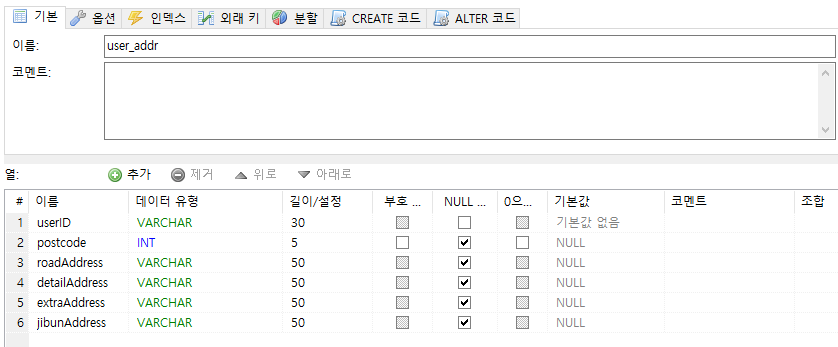 기본 옵션 인덱스 외래 키 분할 CREATE 코드 ALTER 코드
이름: user_addr
코멘트:
열: 추가 제거 위로 아래로
# 이름 데이터 유형 길이/설정 부호 ... NULL ... 0으... 기본값 코멘트 조합
1 userID VARCHAR 30 기본값 없음
2 postcode INT 5 NULL
3 roadAddress VARCHAR 50 NULL
4 detailAddress VARCHAR 50 NULL
5 extraAddress VARCHAR 50 NULL
6 jibunAddress VARCHAR 50 NULL